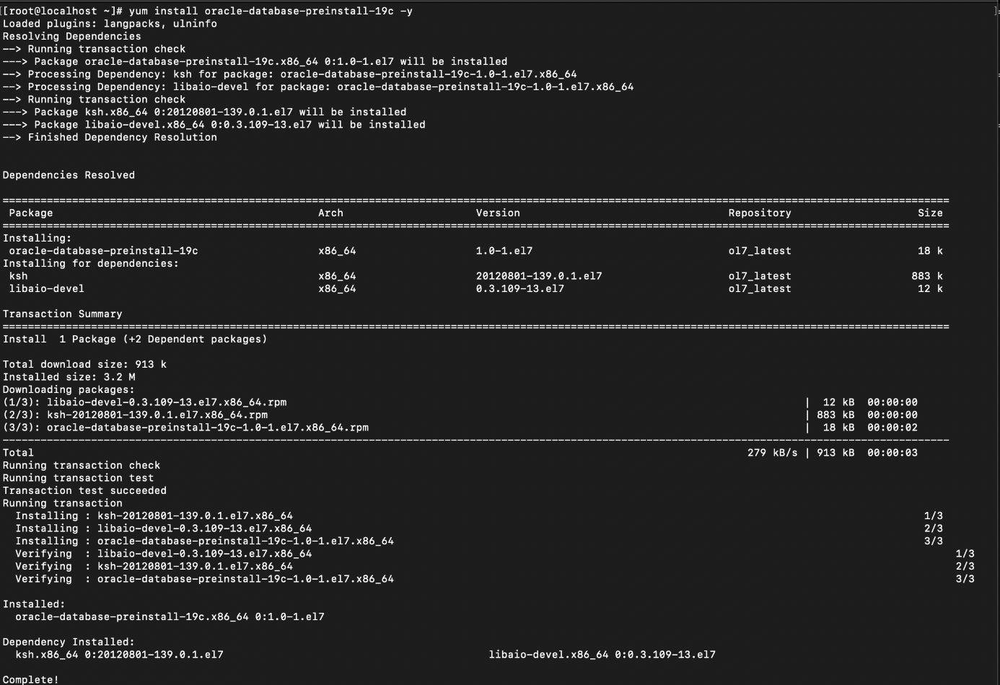 [[root@localhost ~]# yum install oracle-database-preinstall-19c -y ]
Loaded plugins: langpacks, ulninfo
Resolving Dependencies
--> Running transaction check
---> Package oracle-database-preinstall-19c.x86_64 0:1.0-1.el7 will be installed
--> Processing Dependency: ksh for package: oracle-database-preinstall-19c-1.0-1.el7.x86_64
--> Processing Dependency: libaio-devel for package: oracle-database-preinstall-19c-1.0-1.el7.x86_64
--> Running transaction check
---> Package ksh.x86_64 0:20120801-139.0.1.el7 will be installed
---> Package libaio-devel.x86_64 0:0.3.109-13.el7 will be installed
--> Finished Dependency Resolution
Dependencies Resolved
Package Arch Version Repository Size
Installing:
oracle-database-preinstall-19c x86_64 1.0-1.el7 ol7_latest 18 k
Installing for dependencies:
ksh x86_64 20120801-139.0.1.el7 ol7_latest 883 k
libaio-devel x86_64 0.3.109-13.el7 ol7_latest 12 k
Transaction Summary
Install  1 Package (+2 Dependent packages)
Total download size: 913 k
Installed size: 3.2 M
Downloading packages:
(1/3): libaio-devel-0.3.109-13.el7.x86_64.rpm | 12 kB 00:00:00
(2/3): ksh-20120801-139.0.1.el7.x86_64.rpm | 883 kB 00:00:00
(3/3): oracle-database-preinstall-19c-1.0-1.el7.x86_64.rpm | 18 kB 00:00:02
Total 279 kB/s | 913 kB 00:00:03
Running transaction check
Running transaction test
Transaction test succeeded
Running transaction
Installing : ksh-20120801-139.0.1.el7.x86_64 1/3
Installing : libaio-devel-0.3.109-13.el7.x86_64 2/3
Installing : oracle-database-preinstall-19c-1.0-1.el7.x86_64 3/3
Verifying  : libaio-devel-0.3.109-13.el7.x86_64 1/3
Verifying  : ksh-20120801-139.0.1.el7.x86_64 2/3
Verifying  : oracle-database-preinstall-19c-1.0-1.el7.x86_64 3/3
Installed:
oracle-database-preinstall-19c.x86_64 0:1.0-1.el7
Dependency Installed:
ksh.x86_64 0:20120801-139.0.1.el7 libaio-devel.x86_64 0:0.3.109-13.el7
Complete!